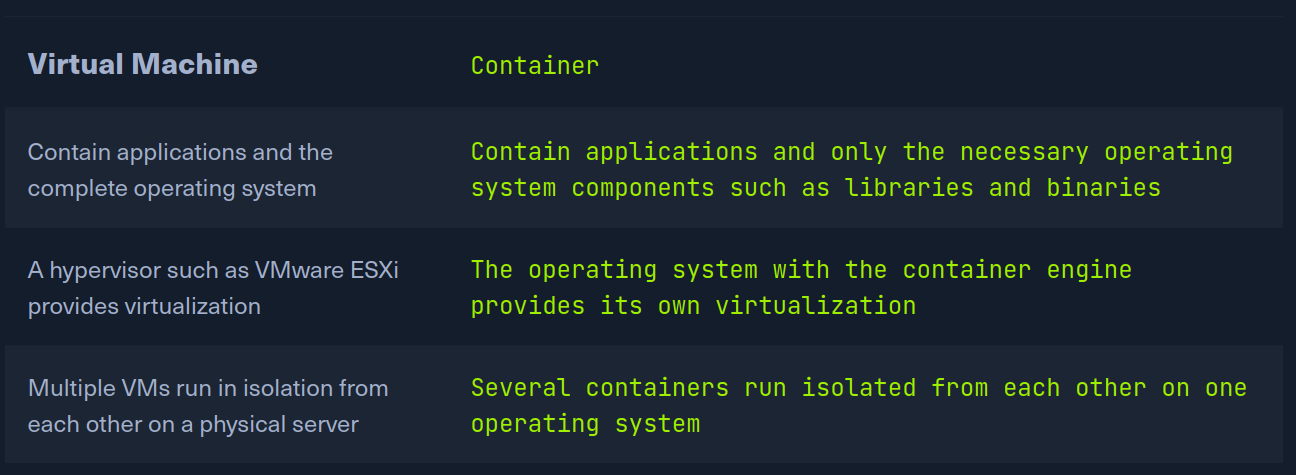 Virtual Machine
Container
Contain applications and the
complete operating system
Contain applications and only the necessary operating
system components such as libraries and binaries
A hypervisor such as VMware ESXi
provides virtualization
The operating system with the container engine
provides its own virtualization
Multiple VMs run in isolation from
each other on a physical server
Several containers run isolated from each other on one
operating system